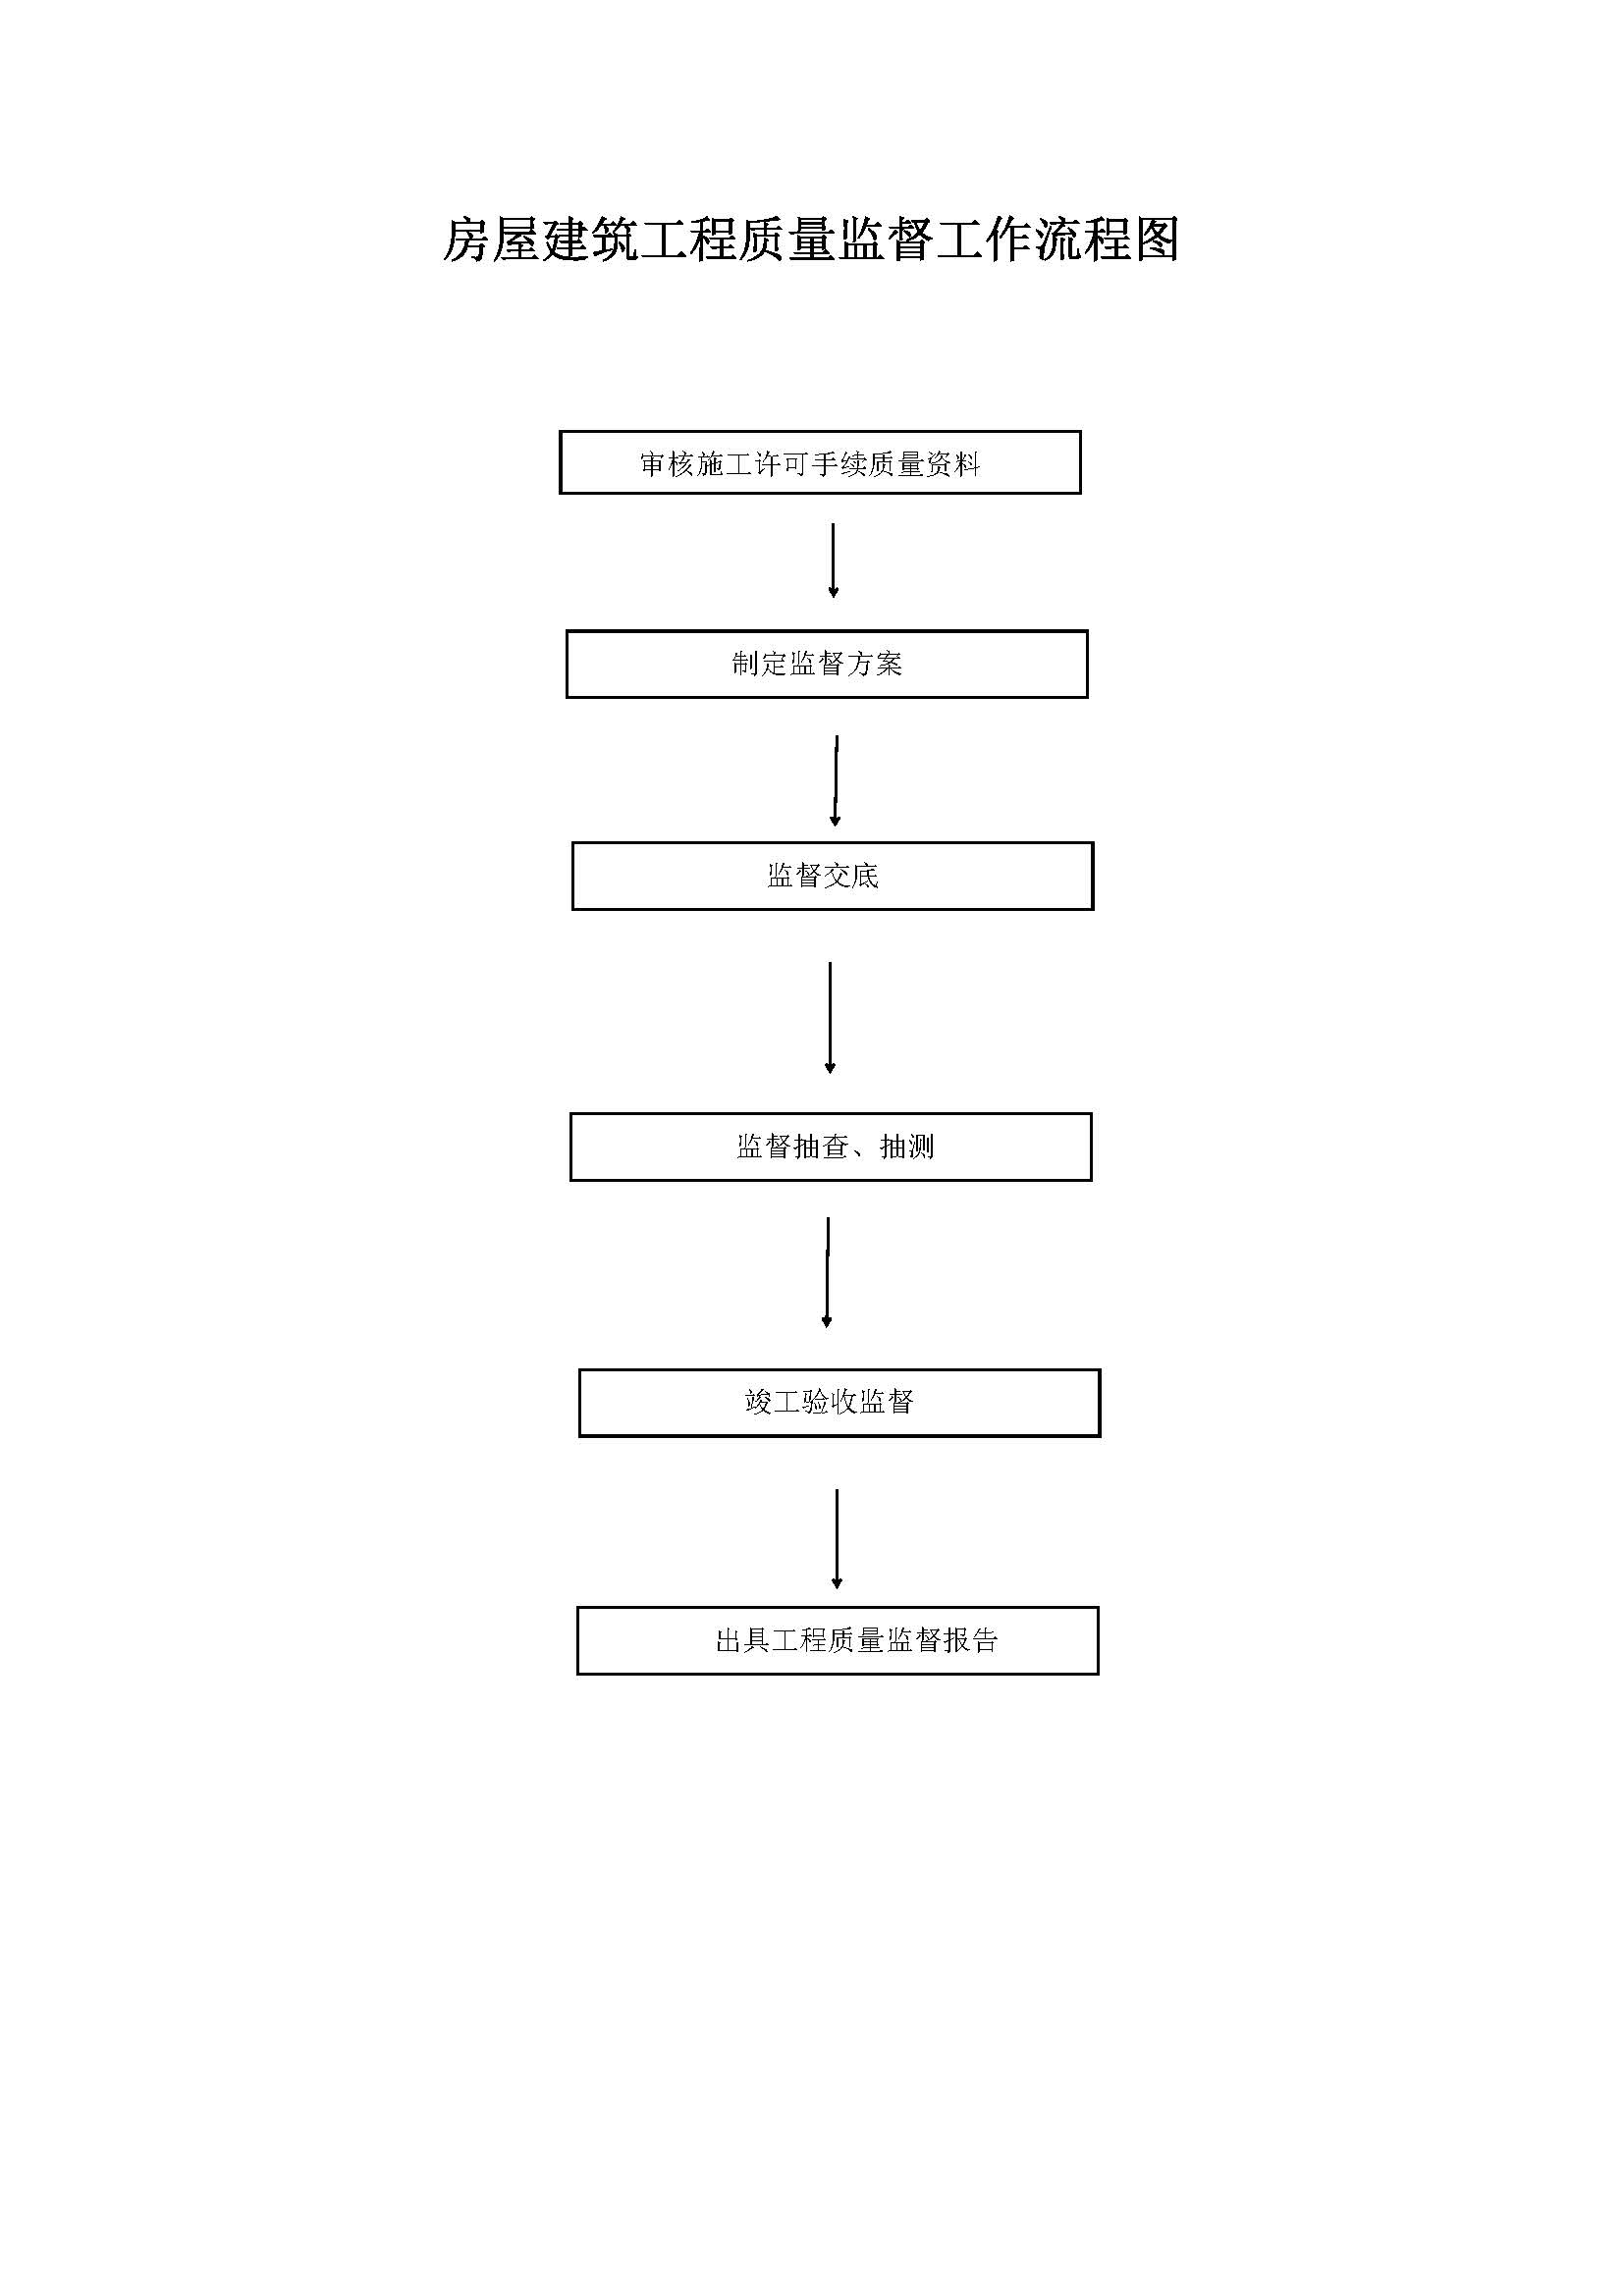 房屋建筑工程质量监督工作流程图
审核施工许可手续质量资料
制定监督方案
监督交底
监督抽查、抽测
竣工验收监督
出具工程质量监督报告